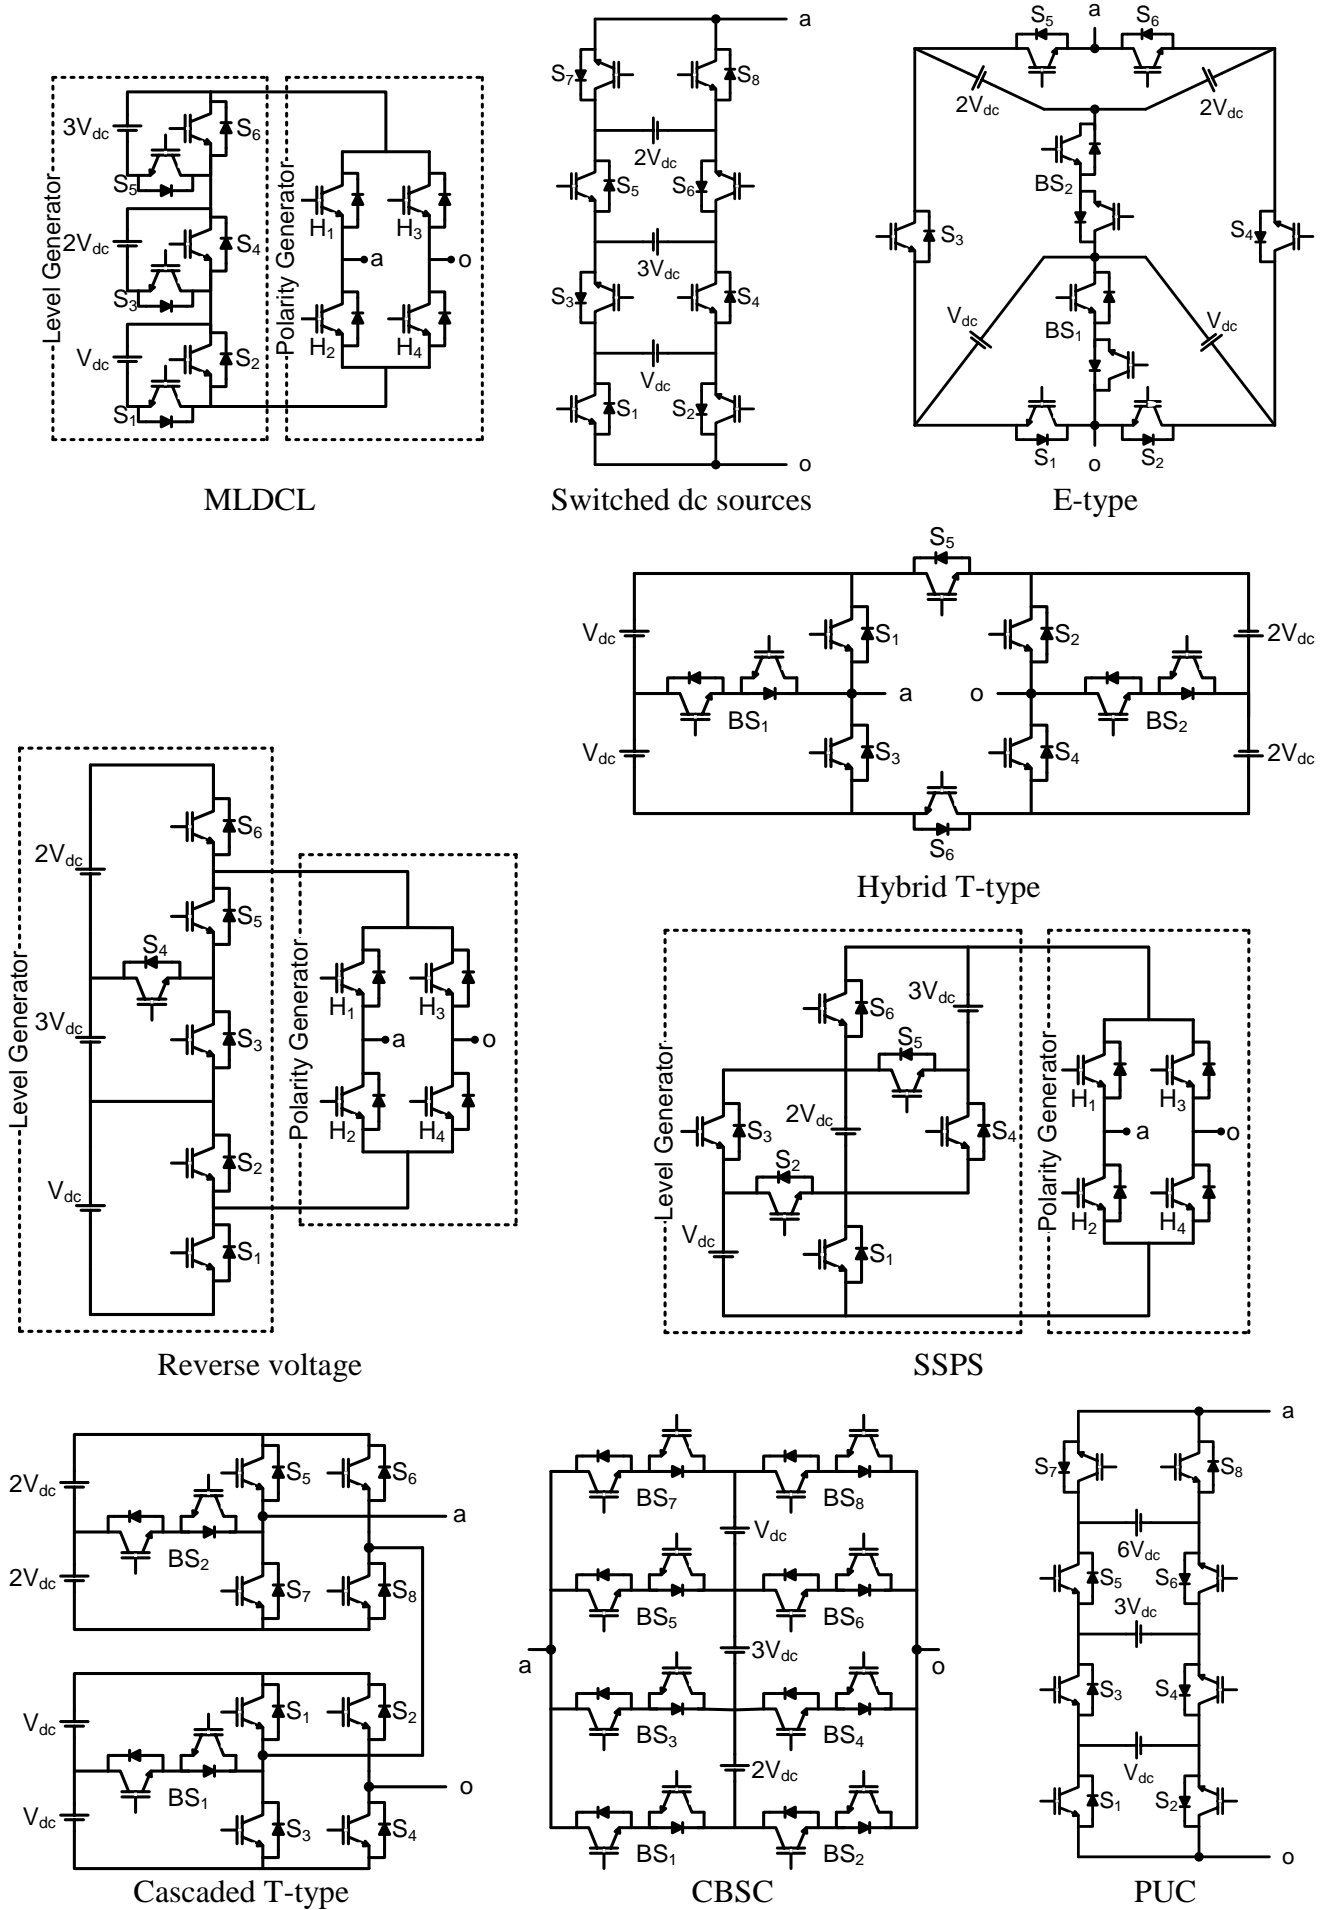 Level Generator
3Vdc
S6
S5
2Vdc
S4
S3
Vdc
S2
S1
Polarity Generator
H1
H3
a
o
H2
H4
MLDCL
a
S7
S8
2Vdc
S5
S6
3Vdc
S3
S4
Vdc
S1
S2
o
Switched dc sources
S5
a
S6
2Vdc
2Vdc
BS2
S3
S4
Vdc
BS1
Vdc
S1
o
S2
E-type
S5
Vdc
S1
S2
2Vdc
BS1
a
o
BS2
Vdc
S3
S4
2Vdc
S6
Hybrid T-type
Level Generator
2Vdc
S6
S5
S4
3Vdc
S3
S2
Vdc
S1
Polarity Generator
H1
H3
a
o
H2
H4
Reverse voltage
Level Generator
S6
3Vdc
S5
S3
2Vdc
S4
S2
Vdc
S1
Polarity Generator
H1
H3
a
o
H2
H4
SSPS
2Vdc
S5
S6
a
BS2
2Vdc
S7
S8
Vdc
S1
S2
BS1
o
Vdc
S3
S4
Cascaded T-type
BS7
BS8
Vdc
BS5
BS6
a
3Vdc
o
BS3
BS4
2Vdc
BS1
BS2
CBSC
a
S7
S8
6Vdc
S5
S6
3Vdc
S3
S4
Vdc
S1
S2
o
PUC